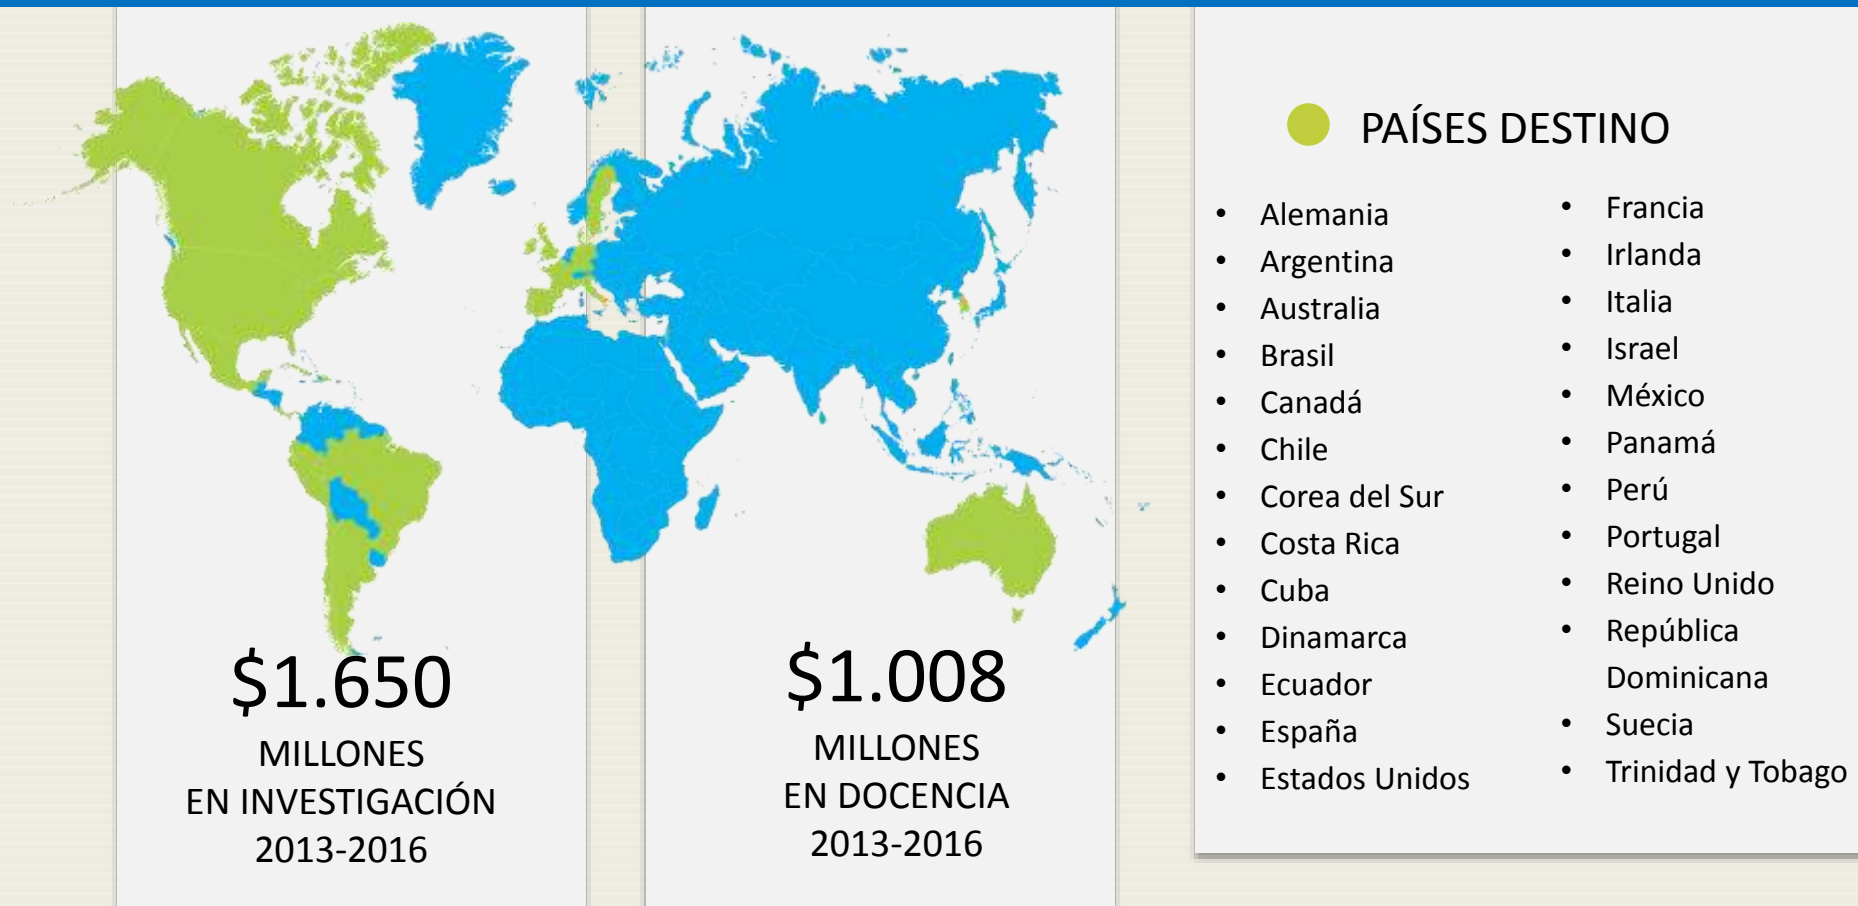 $1.650
MILLONES
EN INVESTIGACIÓN
2013-2016
$1.008
MILLONES
EN DOCENCIA
2013-2016
PAÍSES DESTINO
• Alemania
• Argentina
• Australia
• Brasil
• Canadá
• Chile
• Corea del Sur
• Costa Rica
• Cuba
• Dinamarca
• Ecuador
• España
• Estados Unidos
• Francia
• Irlanda
• Italia
• Israel
• México
• Panamá
• Perú
• Portugal
• Reino Unido
• República
Dominicana
• Suecia
• Trinidad y Tobago